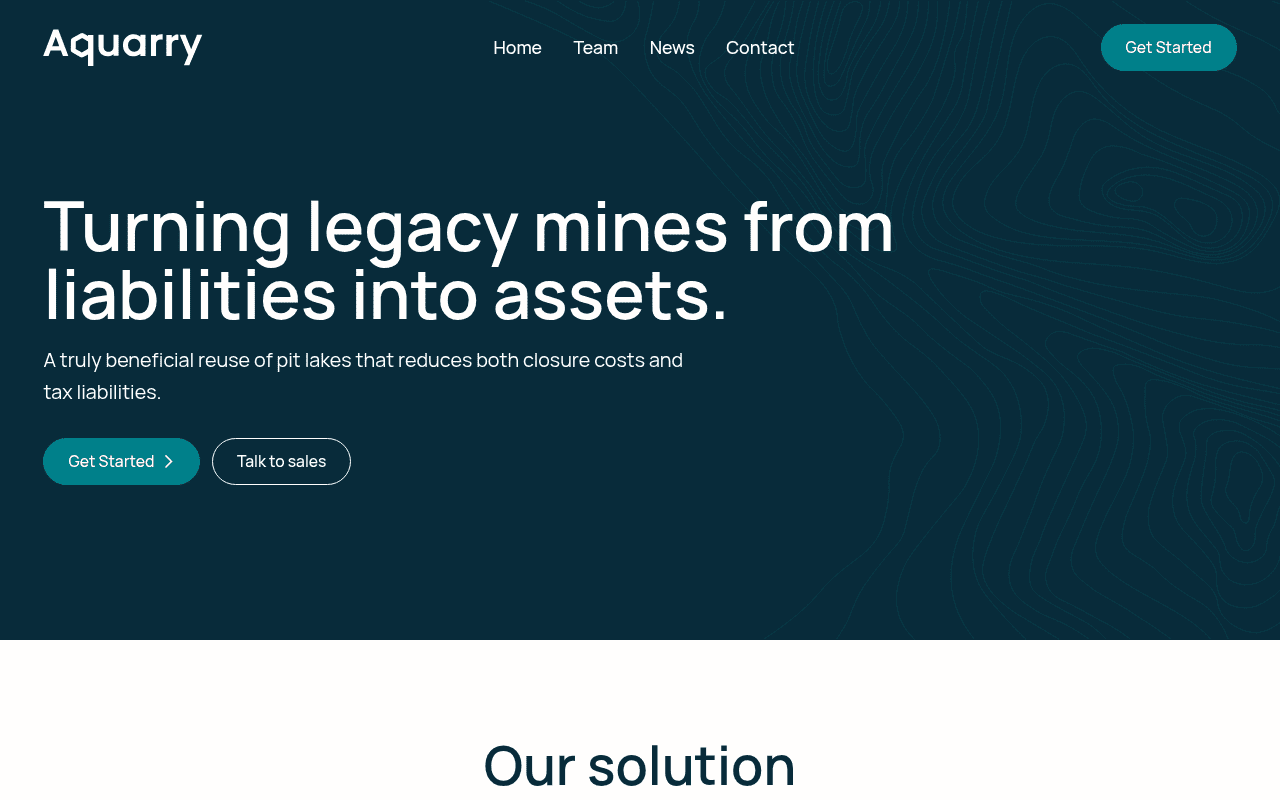 Aquarry
Home
Team
News
Contact
Get Started
Turning legacy mines from
liabilities into assets.
A truly beneficial reuse of pit lakes that reduces both closure costs and
tax liabilities.
Get Started
Talk to sales
Our solution